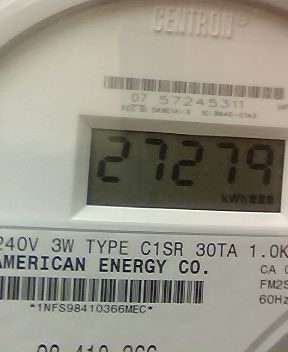 CENTRON
07 57245311
27279
kWh
240V 3W TYPE C1SR 30TA 1.0K
AMERICAN ENERGY CO.
CA
FM2S
60Hz
*1NFS98410366MEC*